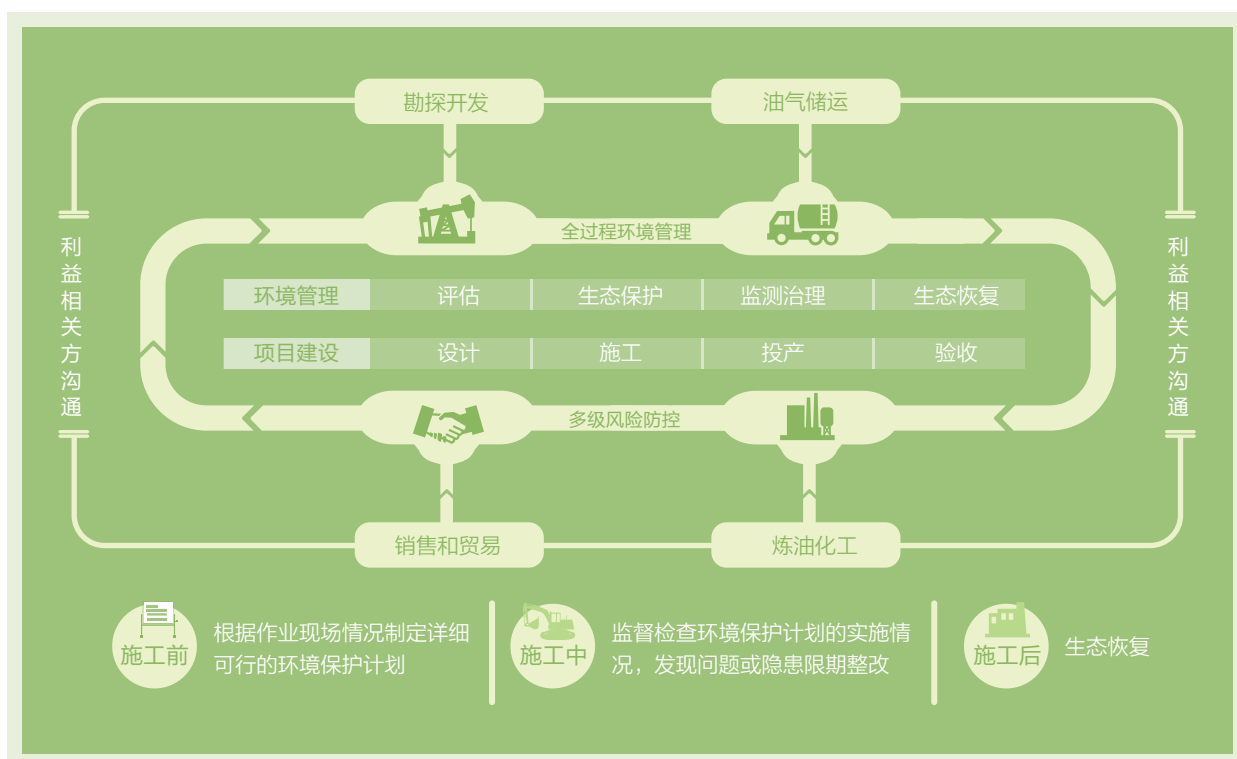 勘探开发
油气储运
全过程环境管理
利益相关方沟通
利益相关方沟通
环境管理 评估 生态保护 监测治理 生态恢复
项目建设 设计 施工 投产 验收
多级风险防控
销售和贸易
炼油化工
施工前
根据作业现场情况制定详细
可行的环境保护计划
施工中
监督检查环境保护计划的实施情
况，发现问题或隐患限期整改
施工后
生态恢复